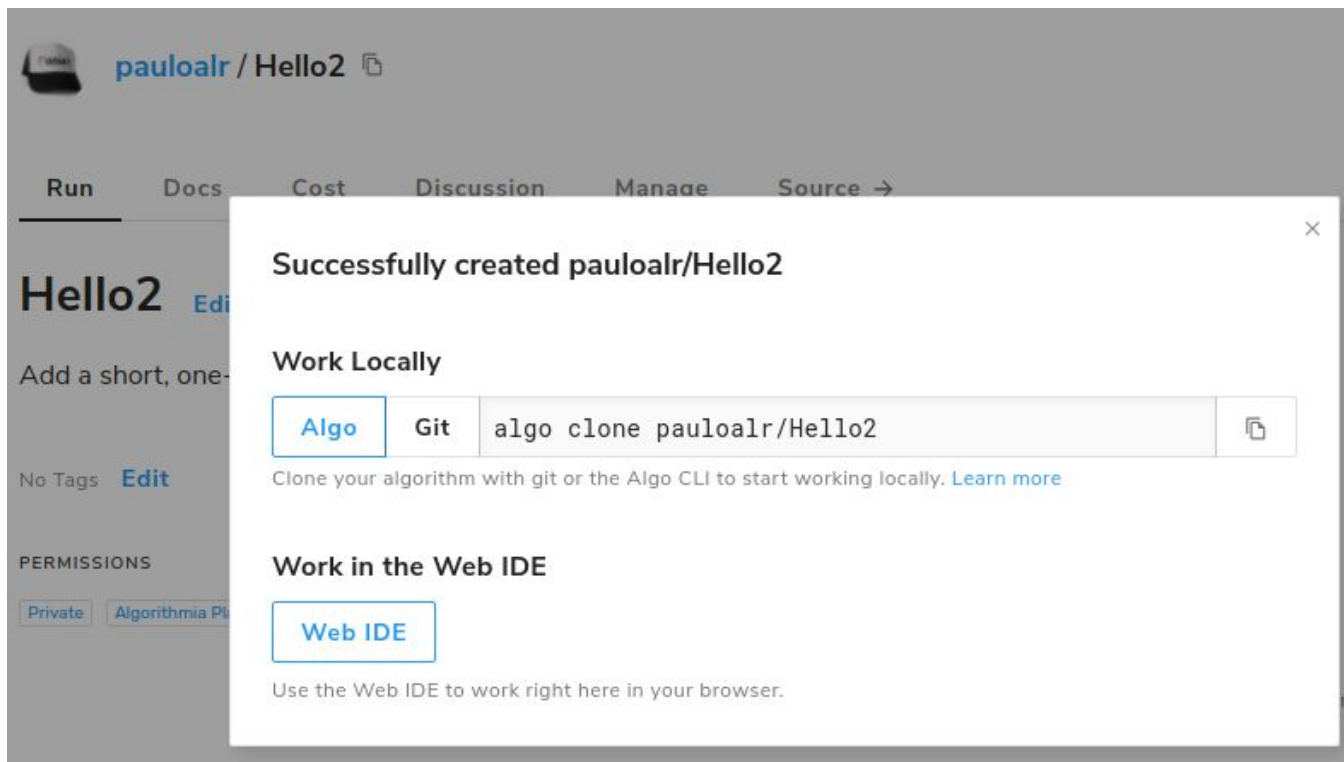 pauloalr / Hello2
Run Docs Cost Discussion Manage Source →
Successfully created pauloalr/Hello2
Hello2
Work Locally
Add a short, one-
Algo Git algo clone pauloalr/Hello2
No Tags Edit
Clone your algorithm with git or the Algo CLI to start working locally. Learn more
PERMISSIONS
Work in the Web IDE
Private Algorithmia
Web IDE
Use the Web IDE to work right here in your browser.